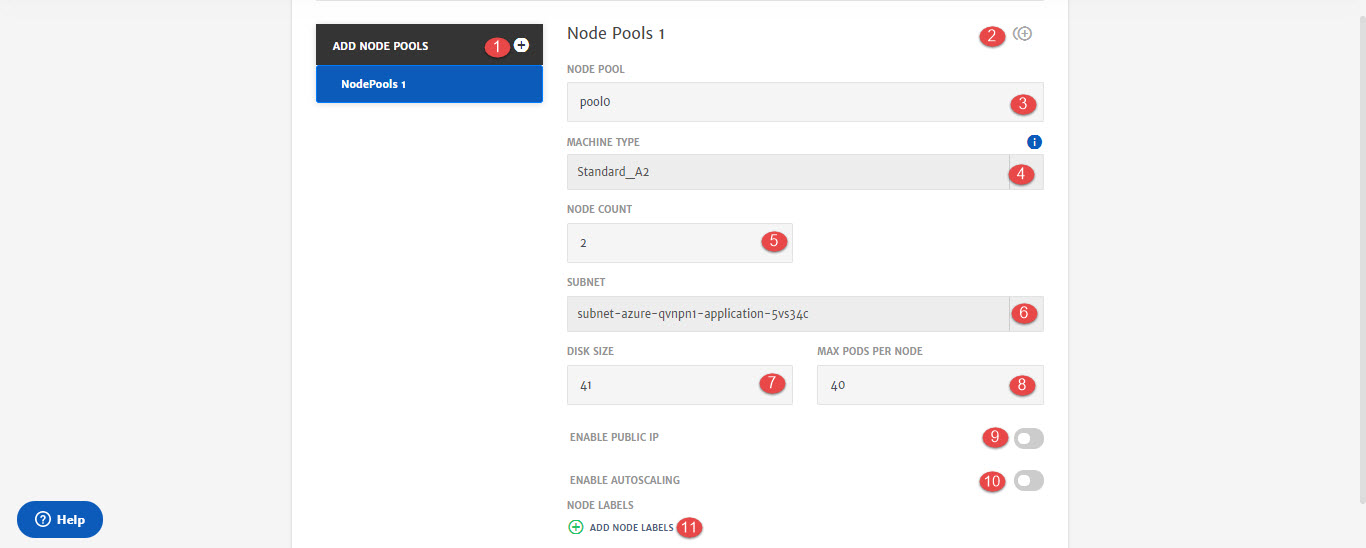 ADD NODE POOLS 1
NodePools 1
Node Pools 1 2
NODE POOL
pool0 3
MACHINE TYPE i
Standard_A2 4
NODE COUNT
2 5
SUBNET
subnet-azure-qvnpn1-application-5vs34c 6
DISK SIZE MAX PODS PER NODE
41 7 40 8
ENABLE PUBLIC IP 9
ENABLE AUTOSCALING 10
NODE LABELS
ADD NODE LABELS 11
? Help